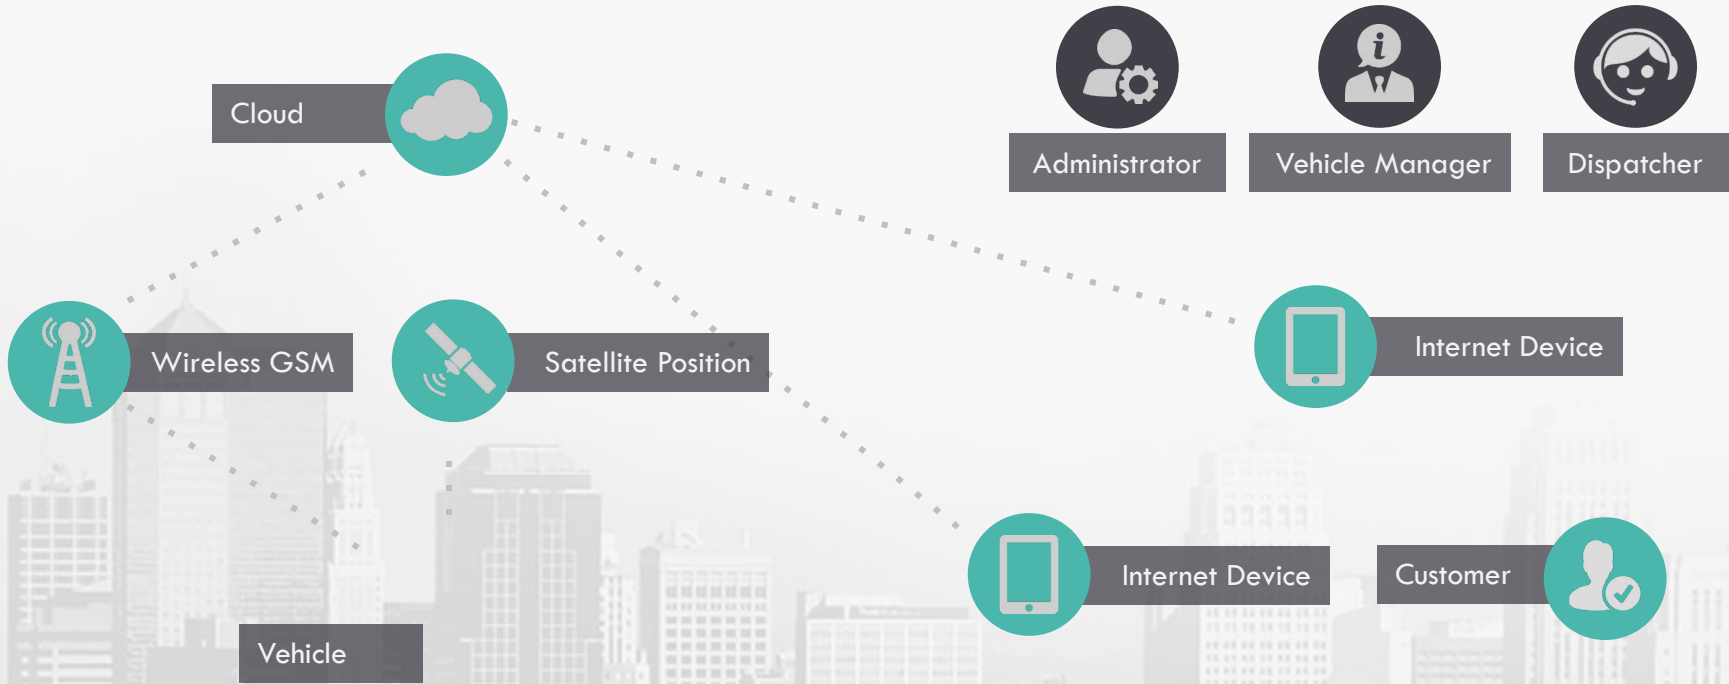 Cloud
Administrator
Vehicle Manager
Dispatcher
Wireless GSM
Satellite Position
Internet Device
Internet Device
Customer
Vehicle